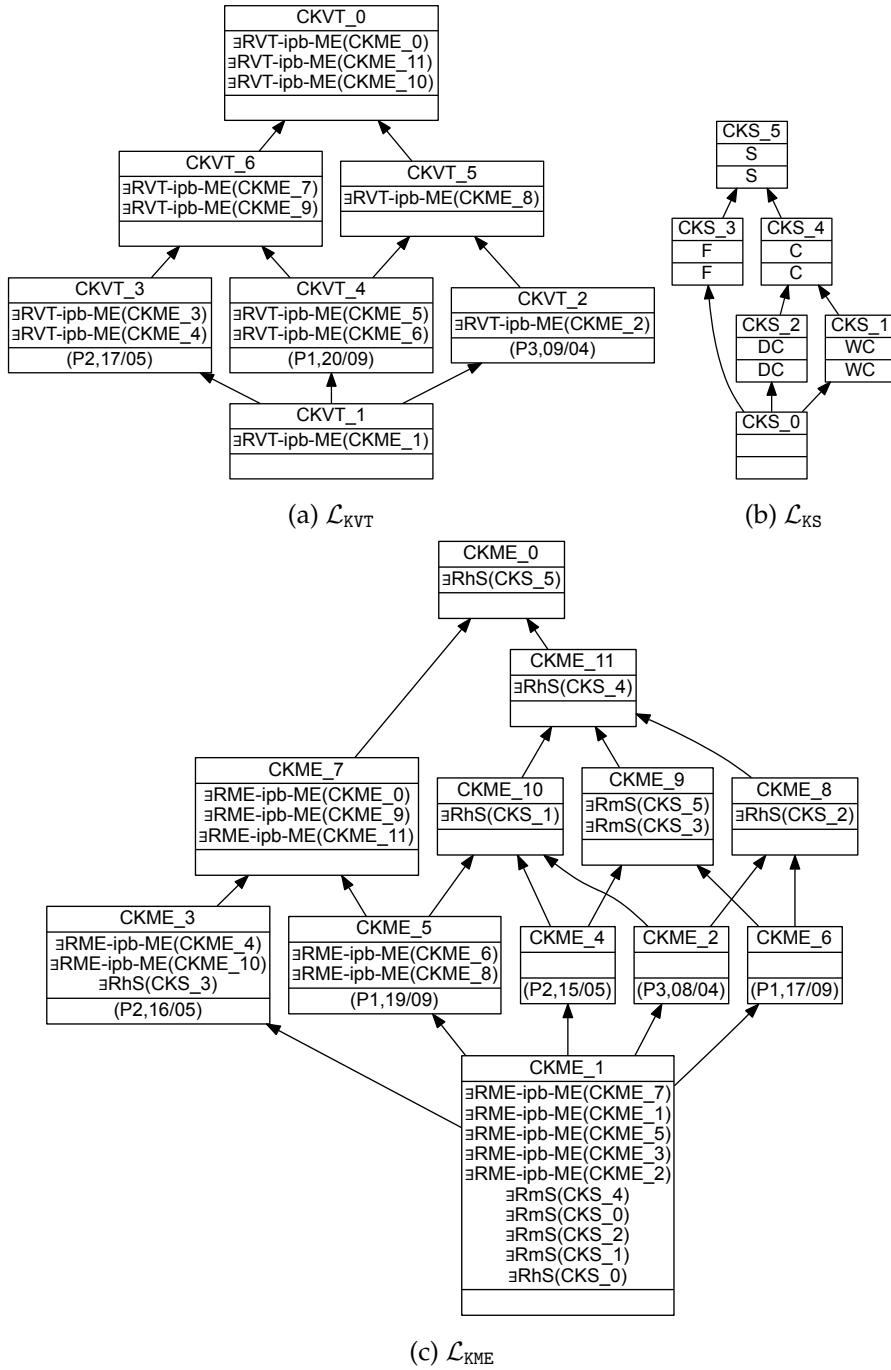 CKVT_0
∃RVT-ipb-ME(CKME_0)
∃RVT-ipb-ME(CKME_11)
∃RVT-ipb-ME(CKME_10)
CKVT_6
∃RVT-ipb-ME(CKME_7)
∃RVT-ipb-ME(CKME_9)
CKVT_5
∃RVT-ipb-ME(CKME_8)
CKVT_3
∃RVT-ipb-ME(CKME_3)
∃RVT-ipb-ME(CKME_4)
(P2,17/05)
CKVT_4
∃RVT-ipb-ME(CKME_5)
∃RVT-ipb-ME(CKME_6)
(P1,20/09)
CKVT_2
∃RVT-ipb-ME(CKME_2)
(P3,09/04)
CKVT_1
∃RVT-ipb-ME(CKME_1)
(a) ℒKVT
CKS_5
S
S
CKS_3
F
F
CKS_4
C
C
CKS_2
DC
DC
CKS_1
WC
WC
CKS_0
(b) ℒKS
CKME_0
∃RhS(CKS_5)
CKME_11
∃RhS(CKS_4)
CKME_7
∃RME-ipb-ME(CKME_0)
∃RME-ipb-ME(CKME_9)
∃RME-ipb-ME(CKME_11)
CKME_10
∃RhS(CKS_1)
CKME_9
∃RmS(CKS_5)
∃RmS(CKS_3)
CKME_8
∃RhS(CKS_2)
CKME_3
∃RME-ipb-ME(CKME_4)
∃RME-ipb-ME(CKME_10)
∃RhS(CKS_3)
(P2,16/05)
CKME_5
∃RME-ipb-ME(CKME_6)
∃RME-ipb-ME(CKME_8)
(P1,19/09)
CKME_4
(P2,15/05)
CKME_2
(P3,08/04)
CKME_6
(P1,17/09)
CKME_1
∃RME-ipb-ME(CKME_7)
∃RME-ipb-ME(CKME_1)
∃RME-ipb-ME(CKME_5)
∃RME-ipb-ME(CKME_3)
∃RME-ipb-ME(CKME_2)
∃RmS(CKS_4)
∃RmS(CKS_0)
∃RmS(CKS_2)
∃RmS(CKS_1)
∃RhS(CKS_0)
(c) ℒKME